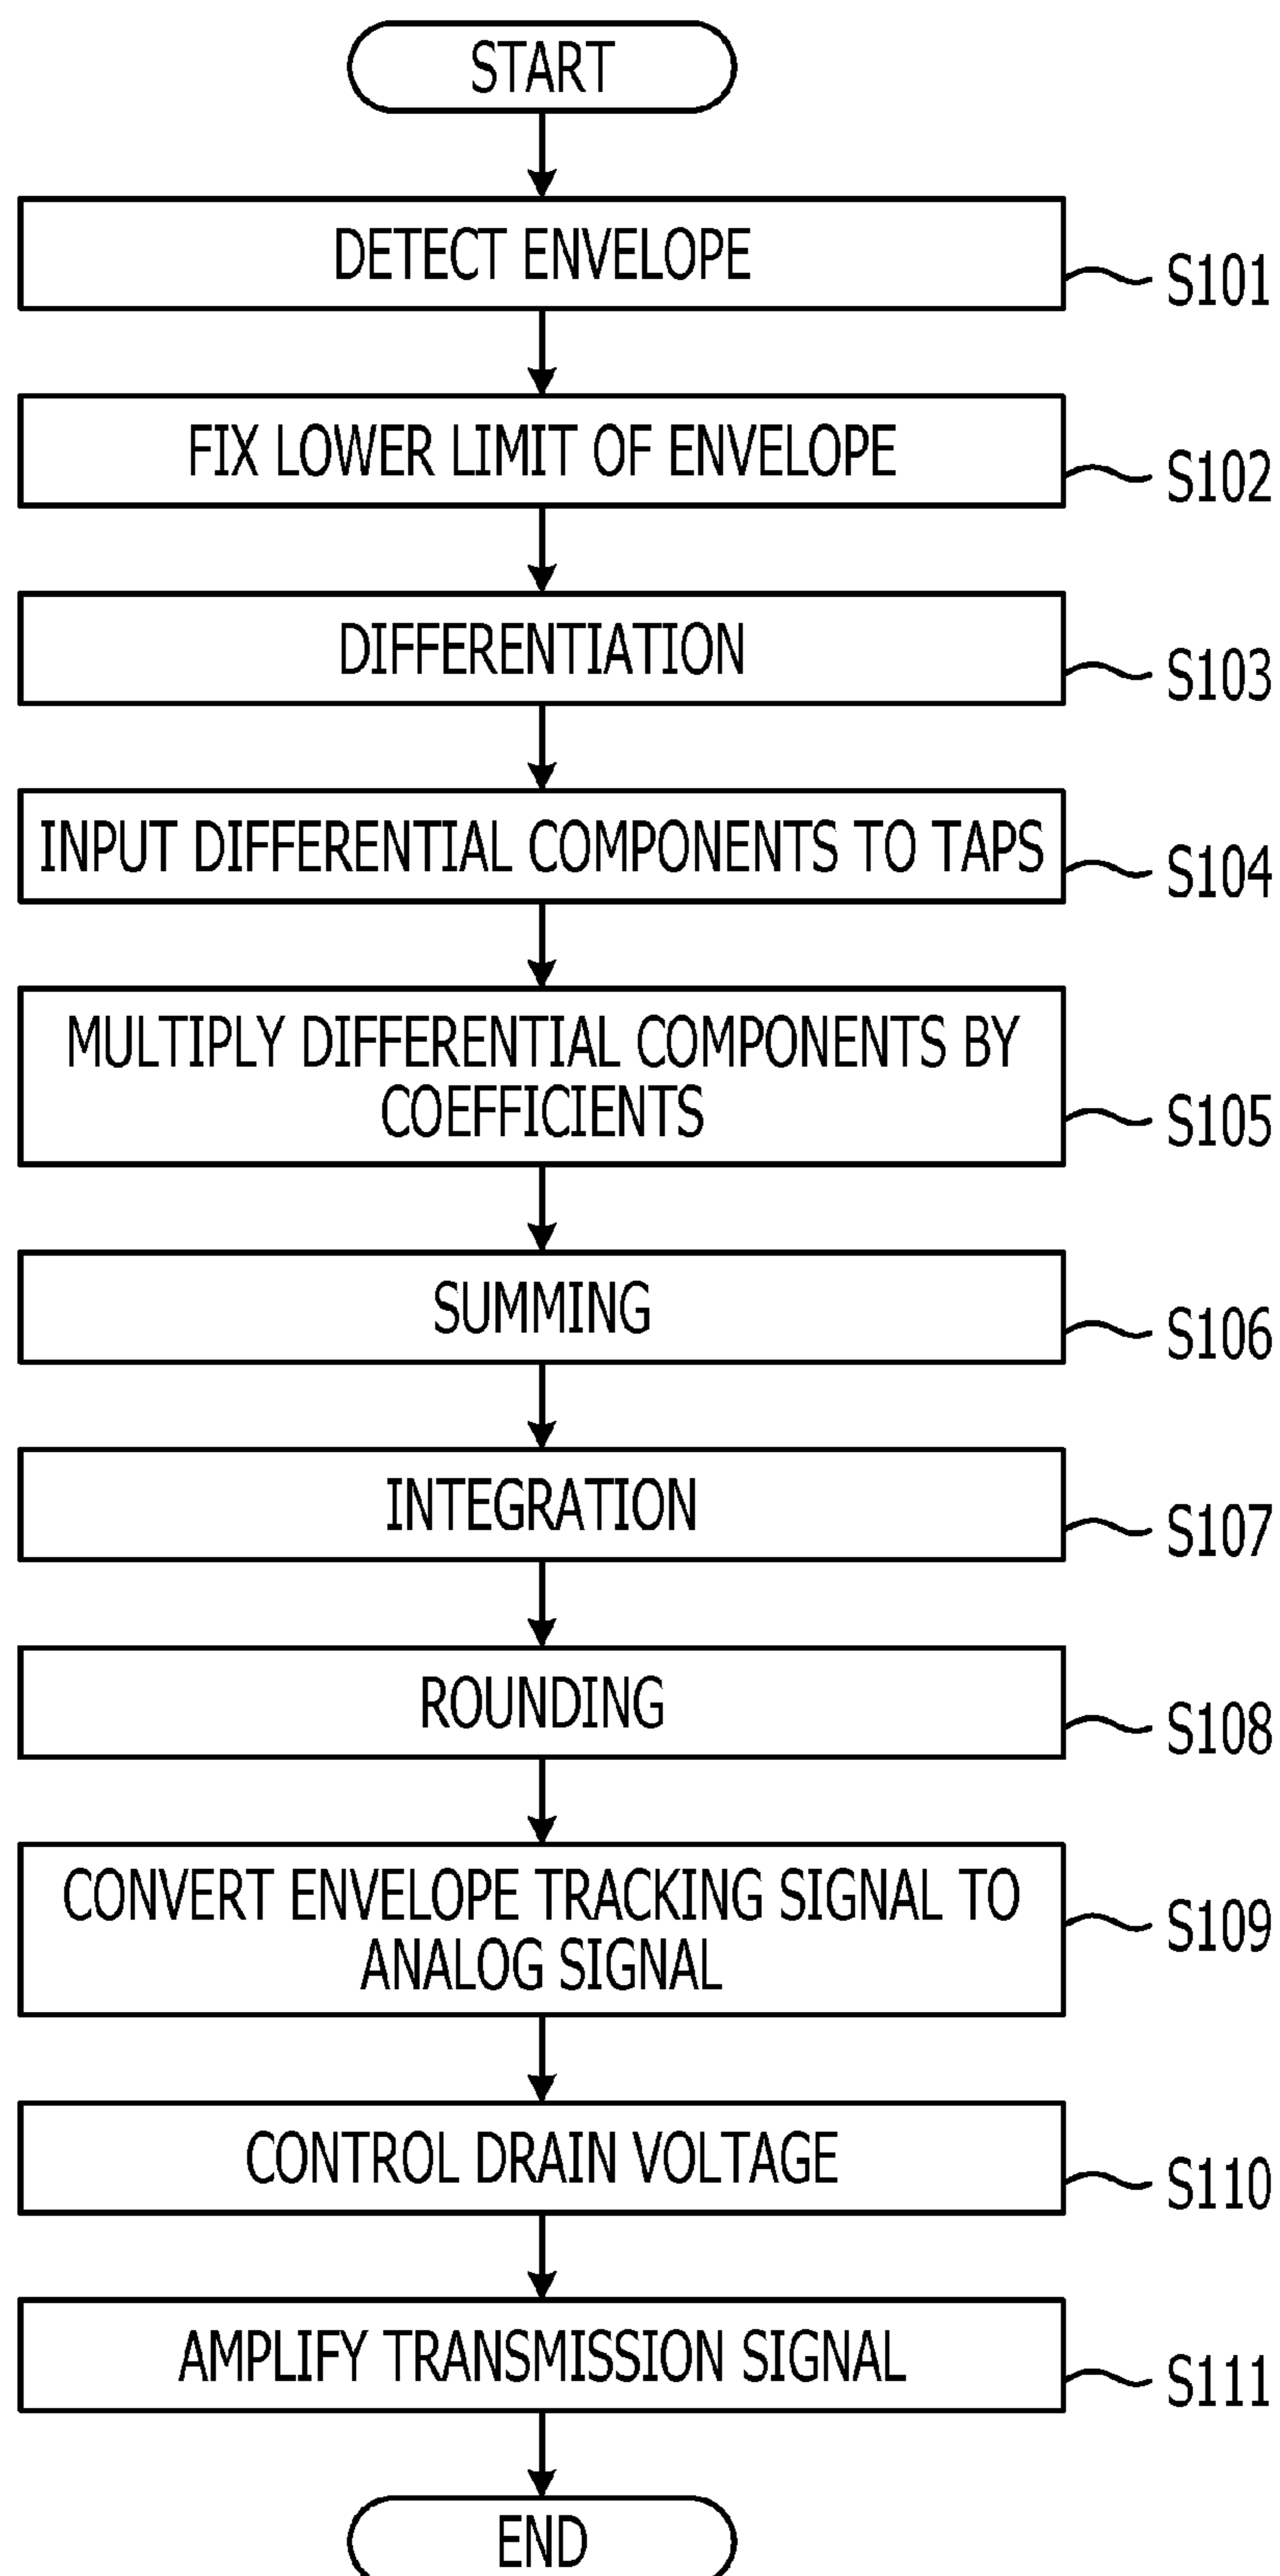 START
DETECT ENVELOPE
S101
FIX LOWER LIMIT OF ENVELOPE
S102
DIFFERENTIATION
S103
INPUT DIFFERENTIAL COMPONENTS TO TAPS
S104
MULTIPLY DIFFERENTIAL COMPONENTS BY
COEFFICIENTS
S105
SUMMING
S106
INTEGRATION
S107
ROUNDING
S108
CONVERT ENVELOPE TRACKING SIGNAL TO
ANALOG SIGNAL
S109
CONTROL DRAIN VOLTAGE
S110
AMPLIFY TRANSMISSION SIGNAL
S111
END